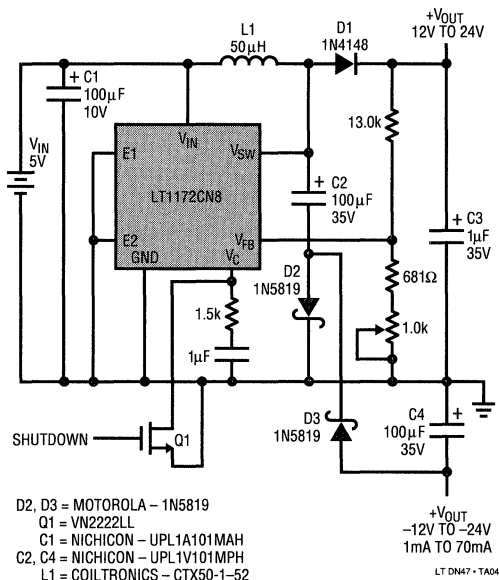 +VOUT
12V TO 24V
L1
50µH
D1
1N4148
+ C1
100µF
10V
VIN
5V
13.0k
E1
VIN
VSW
LT1172CN8
+ C2
100µF
35V
+ C3
1µF
35V
E2
VFB
GND
VC
D2
1N5819
681Ω
1.5k
1.0k
1µF
D3
1N5819
C4 +
100µF
35V
SHUTDOWN
Q1
+VOUT
–12V TO –24V
1mA TO 70mA
D2, D3 = MOTOROLA – 1N5819
Q1 = VN2222LL
C1 = NICHICON – UPL1A101MAH
C2, C4 = NICHICON – UPL1V101MPH
L1 = COILTRONICS – CTX50-1–52
LT DN47 • TA04